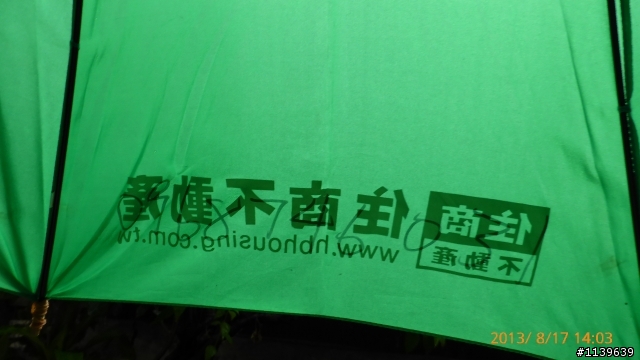 住商不動產
www.hbhousing.com.tw
住商
不動產
2013/ 8/17 14:03
#1139639